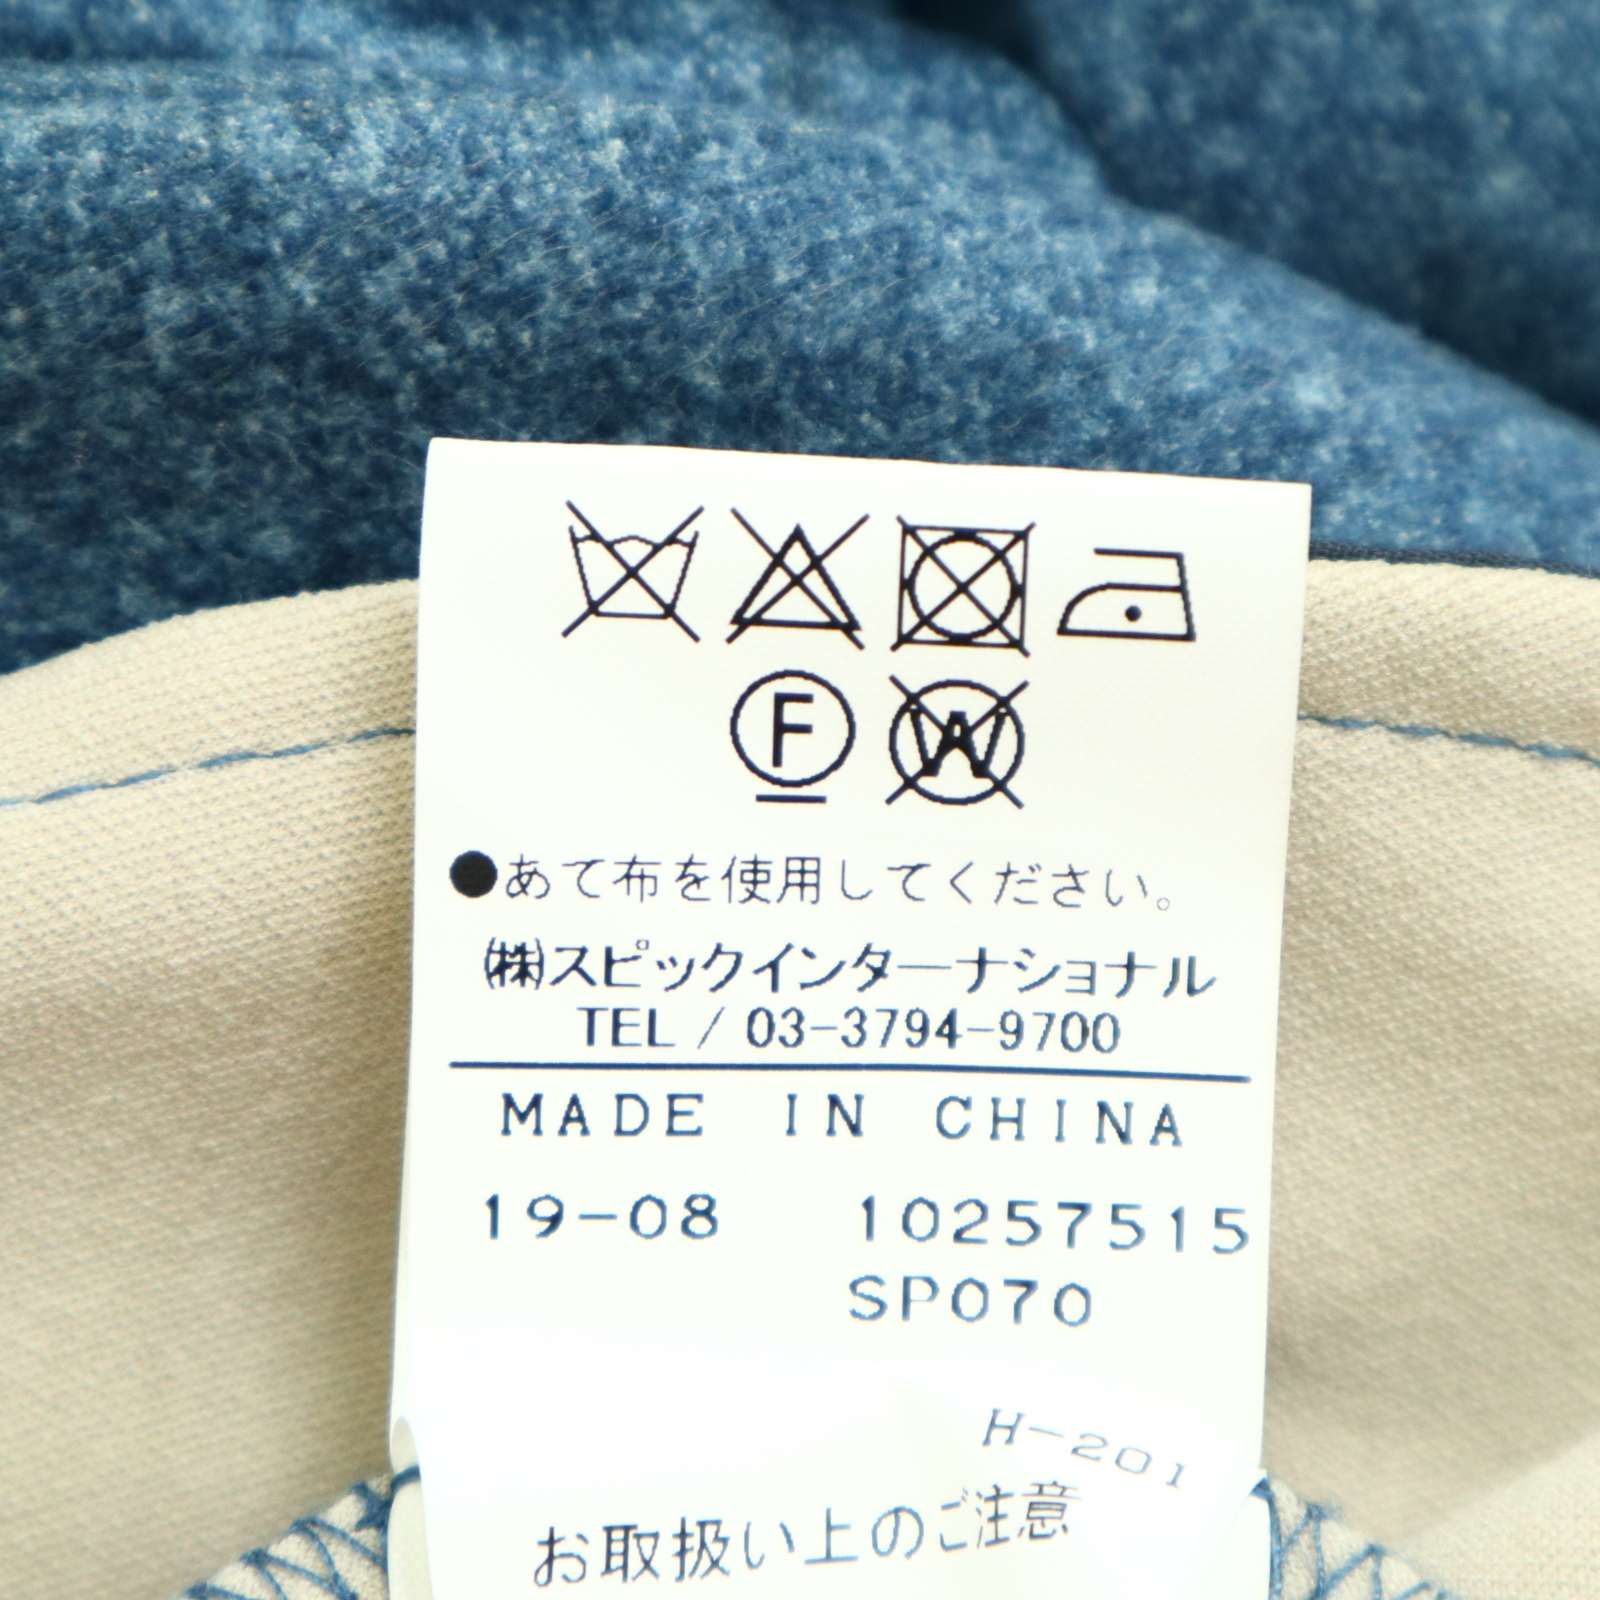 F W
●あて布を使用してください。
㈱スピックインターナショナル
TEL / 03-3794-9700
MADE IN CHINA
19-08 10257515
SP070
H-201
お取扱い上のご注意